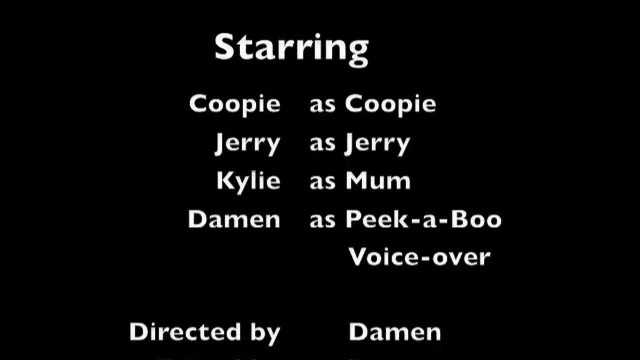 Starring
Coopie as Coopie
Jerry as Jerry
Kylie as Mum
Damen as Peek-a-Boo
Voice-over
Directed by Damen